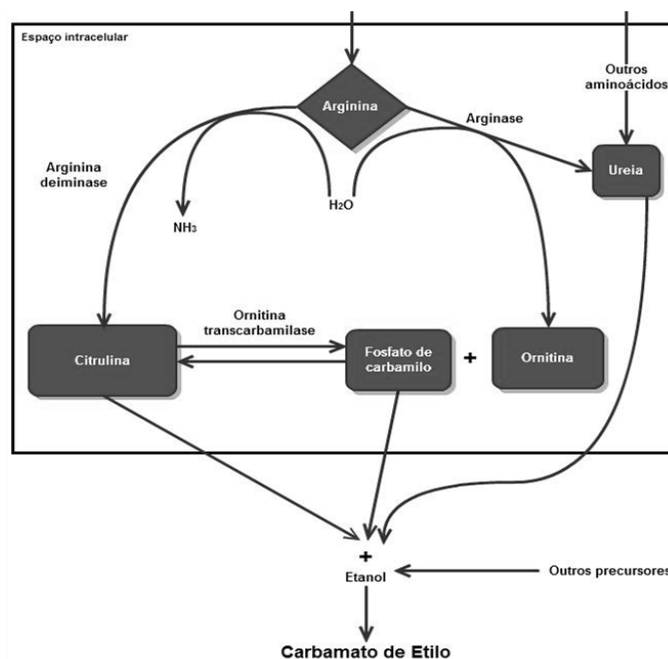 Espaço intracelular
Outros
aminoácidos
Arginina
Arginase
Arginina
deiminase
Ureia
H₂O
NH₃
Ornitina
transcarbamilase
Citrulina
Fosfato de
carbamilo
+
Ornitina
+
Etanol
Outros precursores
Carbamato de Etilo